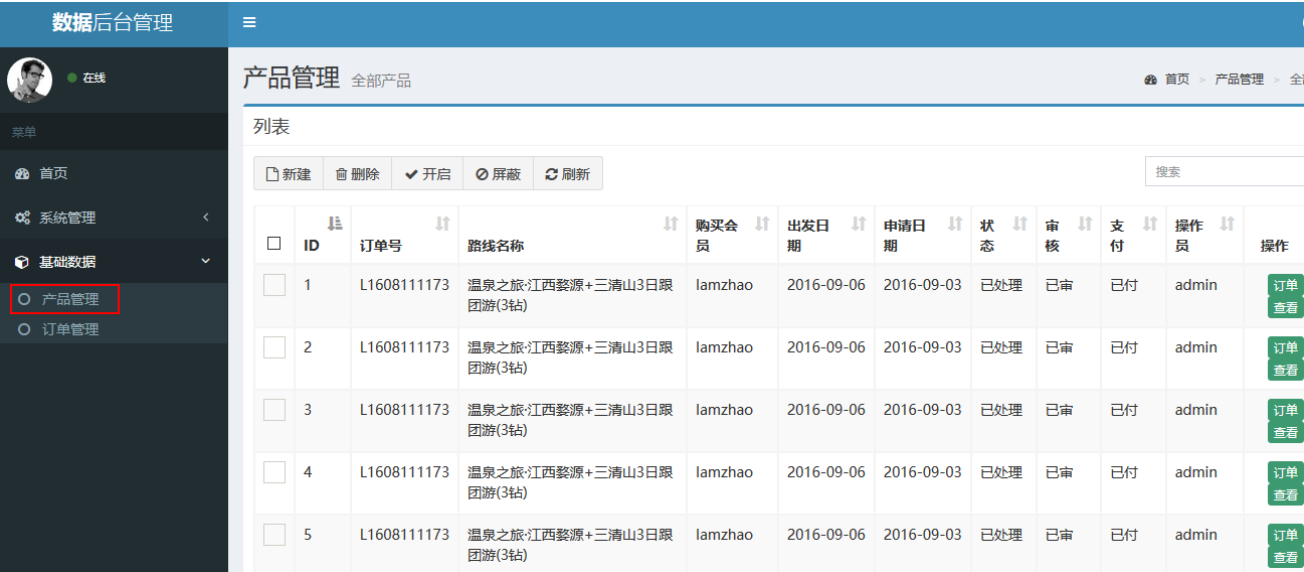 数据后台管理
在线
菜单
首页
系统管理
基础数据
产品管理
订单管理
产品管理 全部产品
首页 > 产品管理 >
列表
新建 删除 开启 屏蔽 刷新
搜索
ID 订单号 路线名称 购买会员 出发日期 申请日期 状态 审核 支付 操作员 操作
1 L1608111173 温泉之旅·江西婺源+三清山3日跟 lamzhao 2016-09-06 2016-09-03 已处理 已审 已付 admin 订单
团游(3钻) 查看
2 L1608111173 温泉之旅·江西婺源+三清山3日跟 lamzhao 2016-09-06 2016-09-03 已处理 已审 已付 admin 订单
团游(3钻) 查看
3 L1608111173 温泉之旅·江西婺源+三清山3日跟 lamzhao 2016-09-06 2016-09-03 已处理 已审 已付 admin 订单
团游(3钻) 查看
4 L1608111173 温泉之旅·江西婺源+三清山3日跟 lamzhao 2016-09-06 2016-09-03 已处理 已审 已付 admin 订单
团游(3钻) 查看
5 L1608111173 温泉之旅·江西婺源+三清山3日跟 lamzhao 2016-09-06 2016-09-03 已处理 已审 已付 admin 订单
团游(3钻) 查看